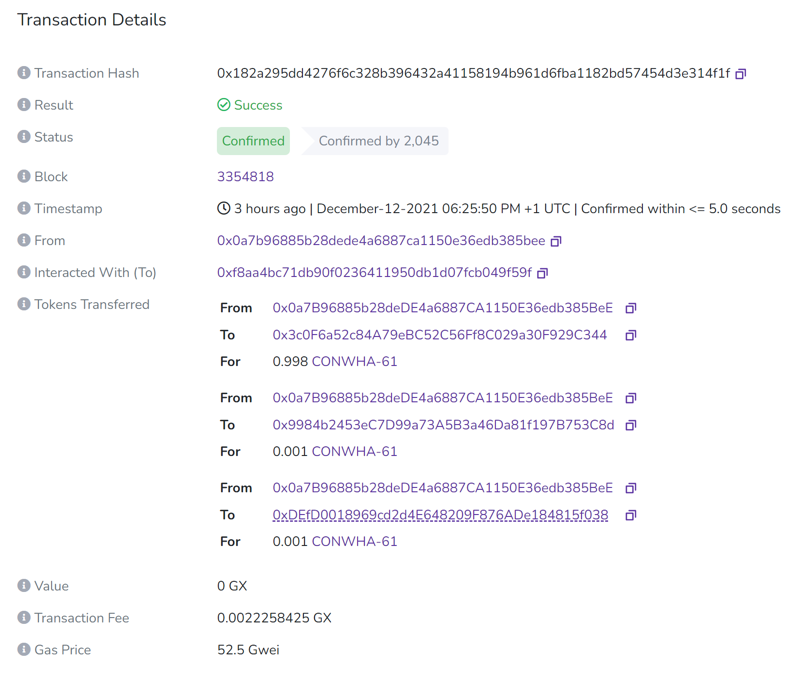 Transaction Details
Transaction Hash 0x182a295dd4276f6c328b396432a41158194b961d6fba1182bd57454d3e314f1f
Result Success
Status Confirmed Confirmed by 2,045
Block 3354818
Timestamp 3 hours ago | December-12-2021 06:25:50 PM +1 UTC | Confirmed within <= 5.0 seconds
From 0x0a7b96885b28dede4a6887ca1150e36edb385bee
Interacted With (To) 0xf8aa4bc71db90f0236411950db1d07fcb049f59f
Tokens Transferred From 0x0a7B96885b28deDE4a6887CA1150E36edb385BeE
To 0x3c0F6a52c84A79eBC52C56Ff8C029a30F929C344
For 0.998 CONWHA-61
From 0x0a7B96885b28deDE4a6887CA1150E36edb385BeE
To 0x9984b2453eC7D99a73A5B3a46Da81f197B753C8d
For 0.001 CONWHA-61
From 0x0a7B96885b28deDE4a6887CA1150E36edb385BeE
To 0xDEfD0018969cd2d4E648209F876ADe184815f038
For 0.001 CONWHA-61
Value 0 GX
Transaction Fee 0.0022258425 GX
Gas Price 52.5 Gwei